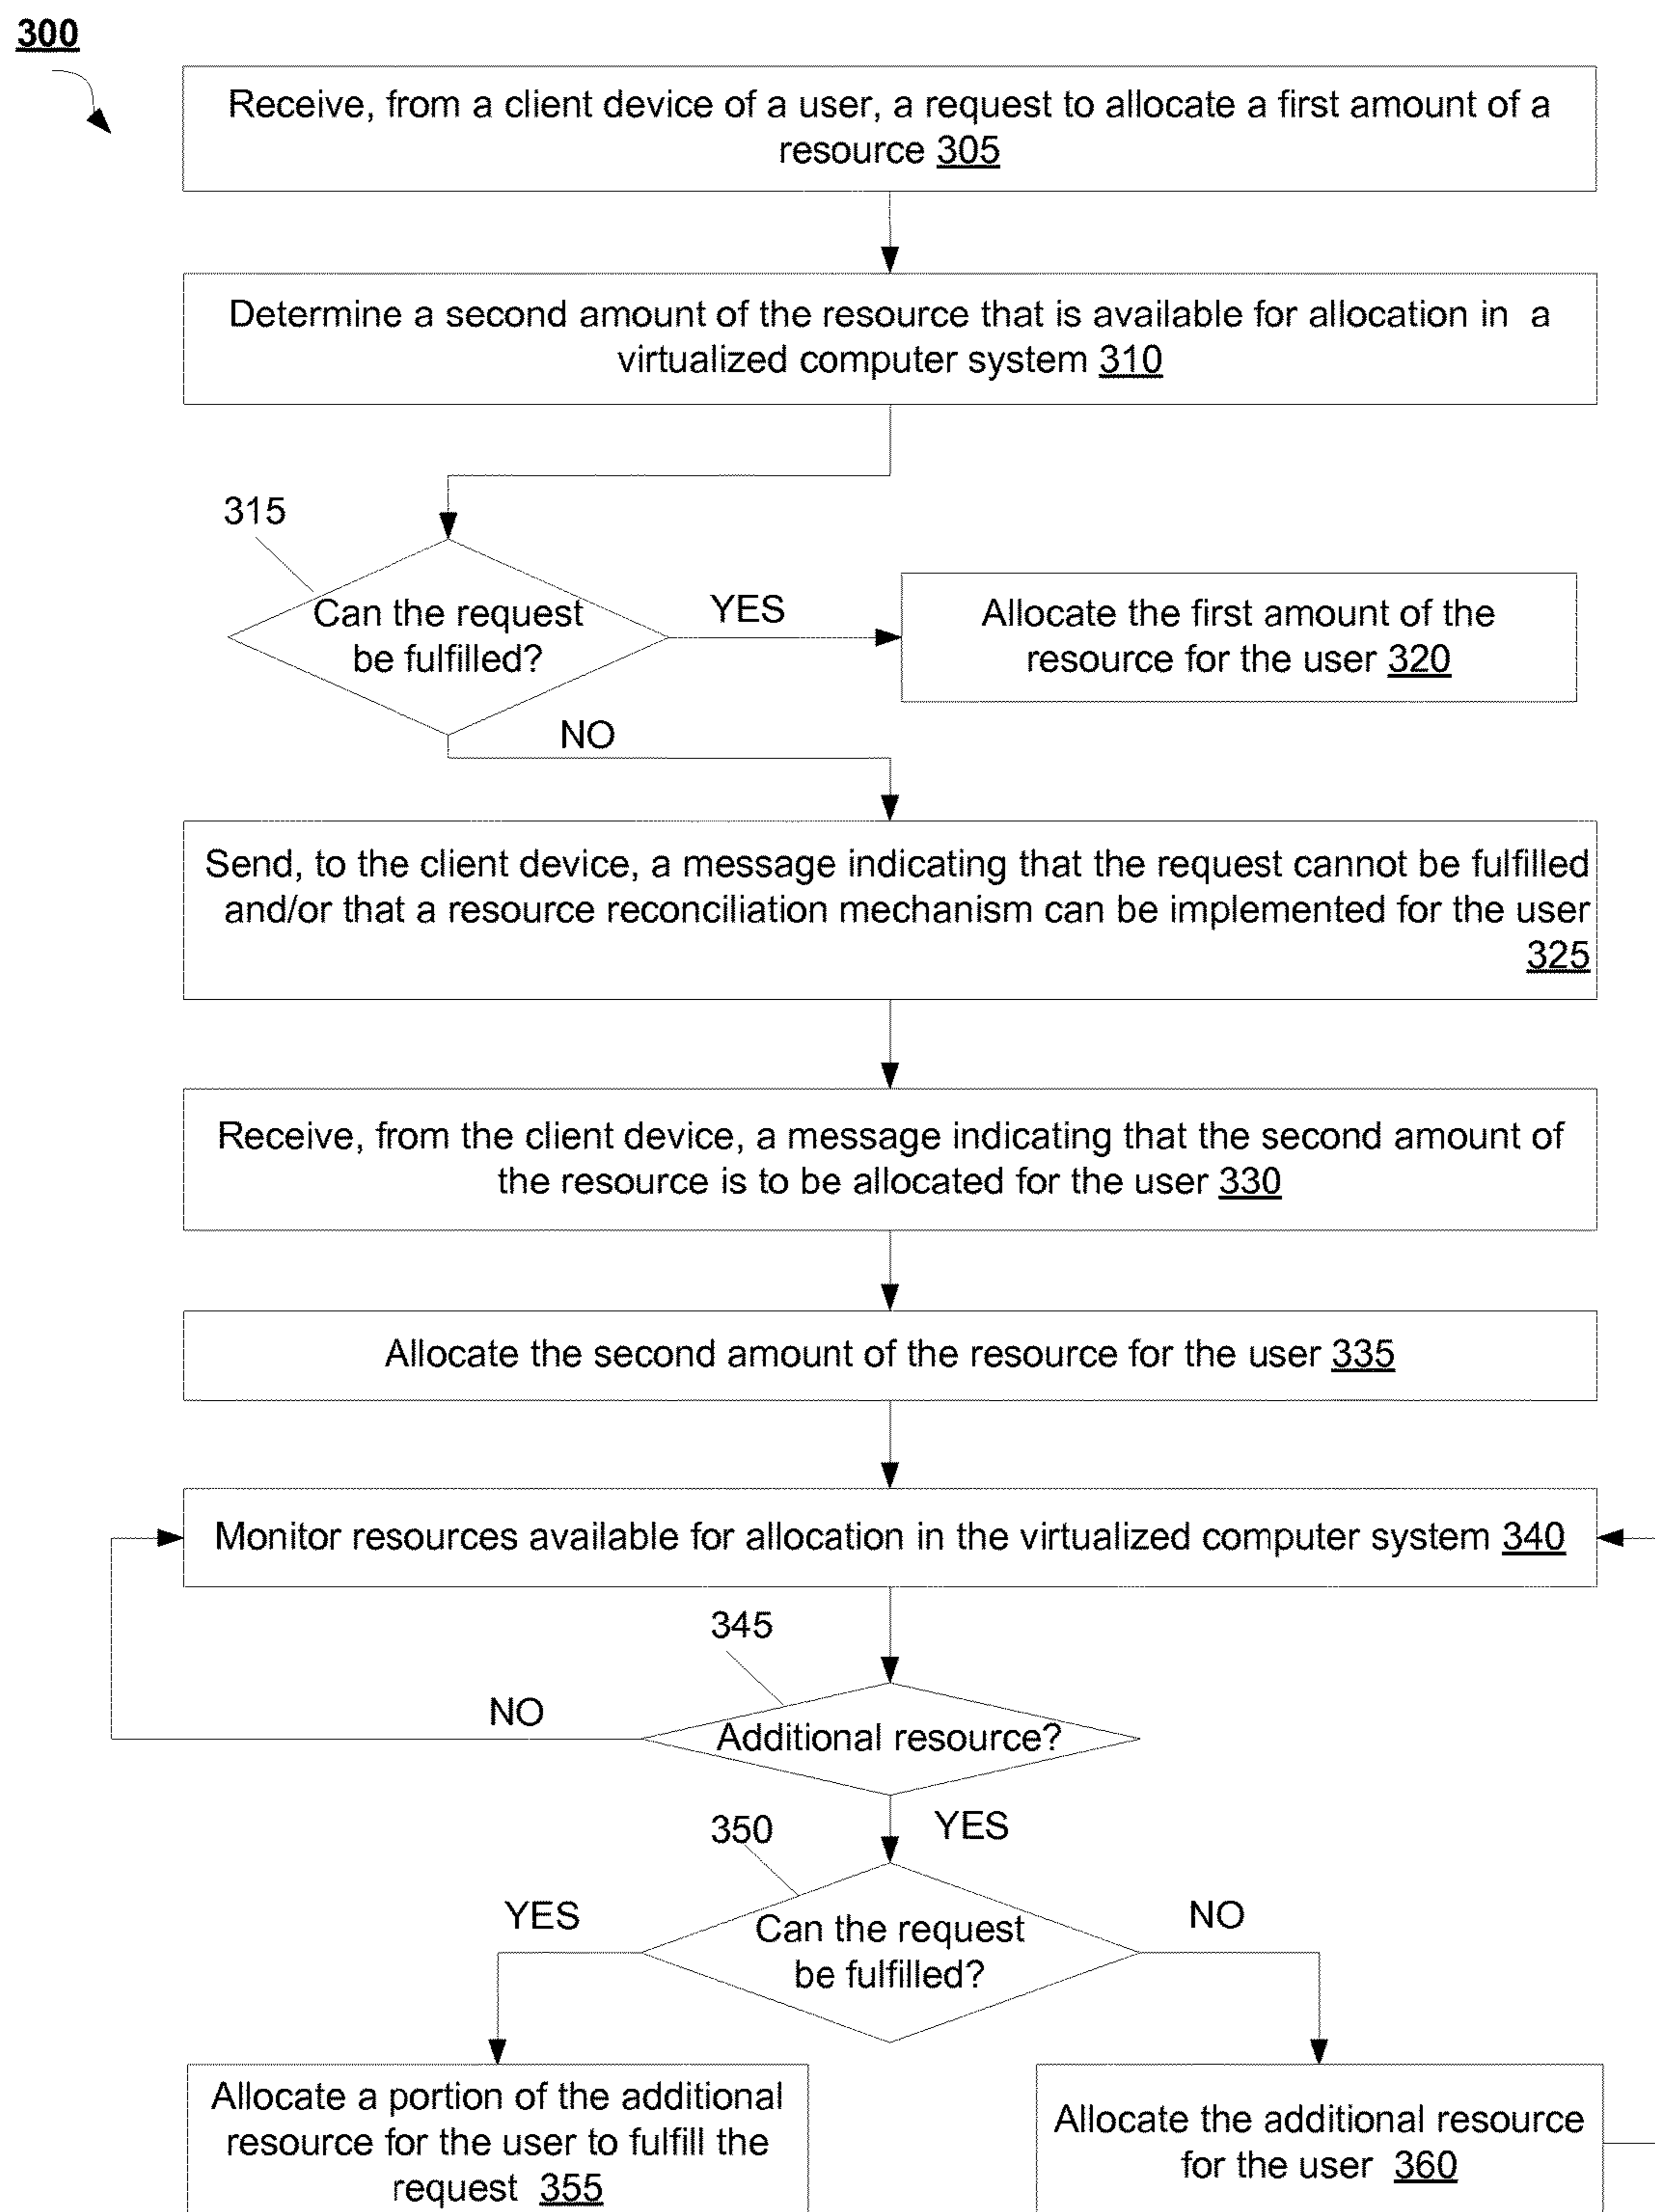 300
Receive, from a client device of a user, a request to allocate a first amount of a
resource 305
Determine a second amount of the resource that is available for allocation in a
virtualized computer system 310
315
Can the request
be fulfilled?
YES
Allocate the first amount of the
resource for the user 320
NO
Send, to the client device, a message indicating that the request cannot be fulfilled
and/or that a resource reconciliation mechanism can be implemented for the user
325
Receive, from the client device, a message indicating that the second amount of
the resource is to be allocated for the user 330
Allocate the second amount of the resource for the user 335
Monitor resources available for allocation in the virtualized computer system 340
345
NO
Additional resource?
350
YES
YES
Can the request
be fulfilled?
NO
Allocate a portion of the additional
resource for the user to fulfill the
request 355
Allocate the additional resource
for the user 360